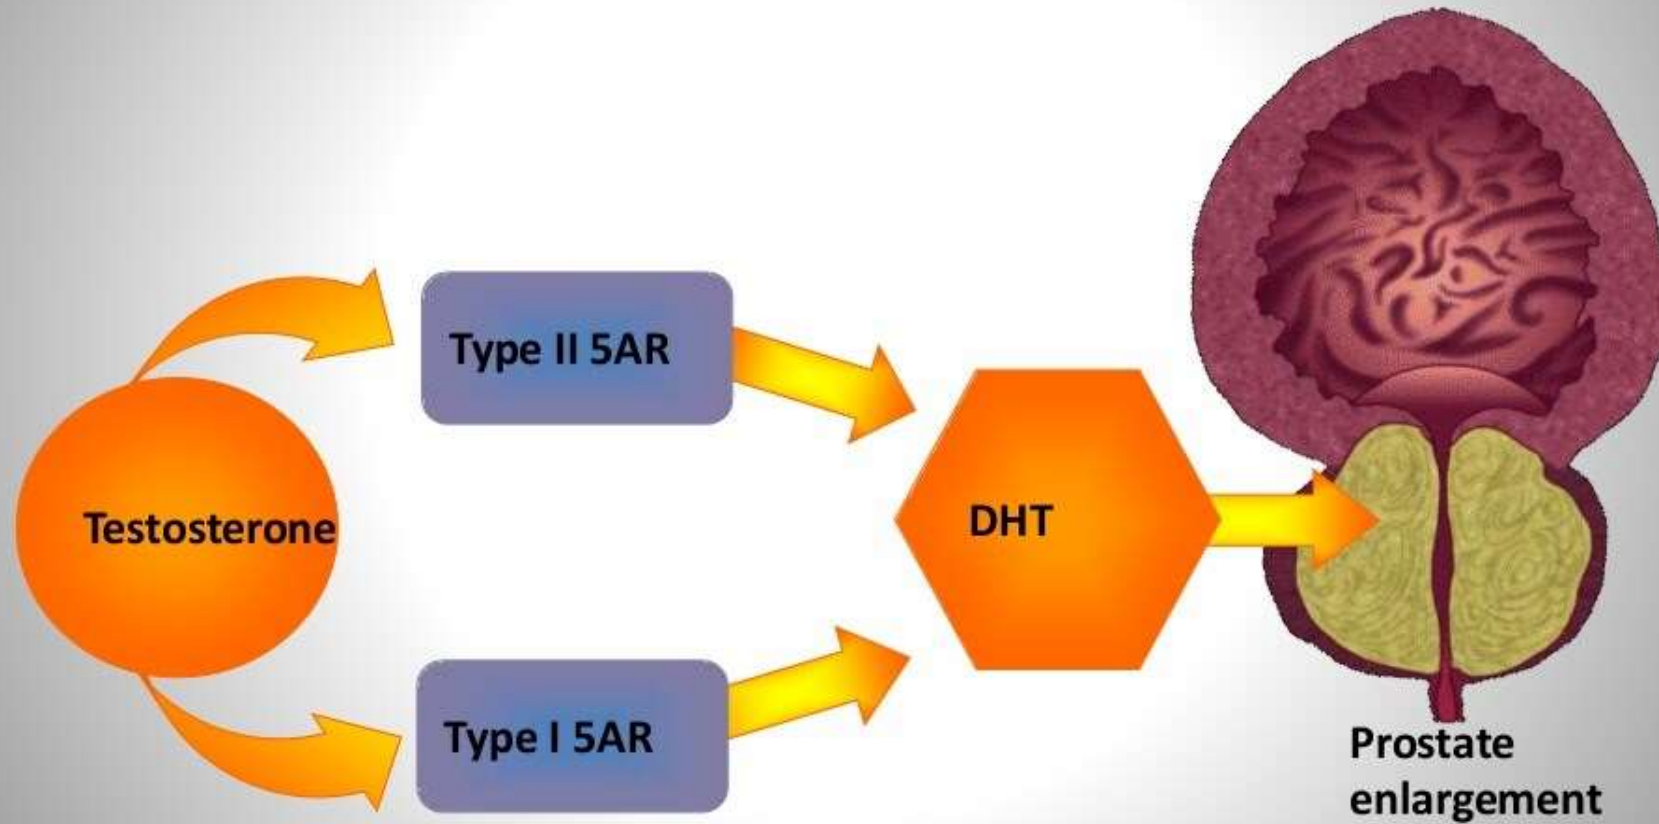 Type II 5AR
Testosterone
DHT
Type I 5AR
Prostate
enlargement